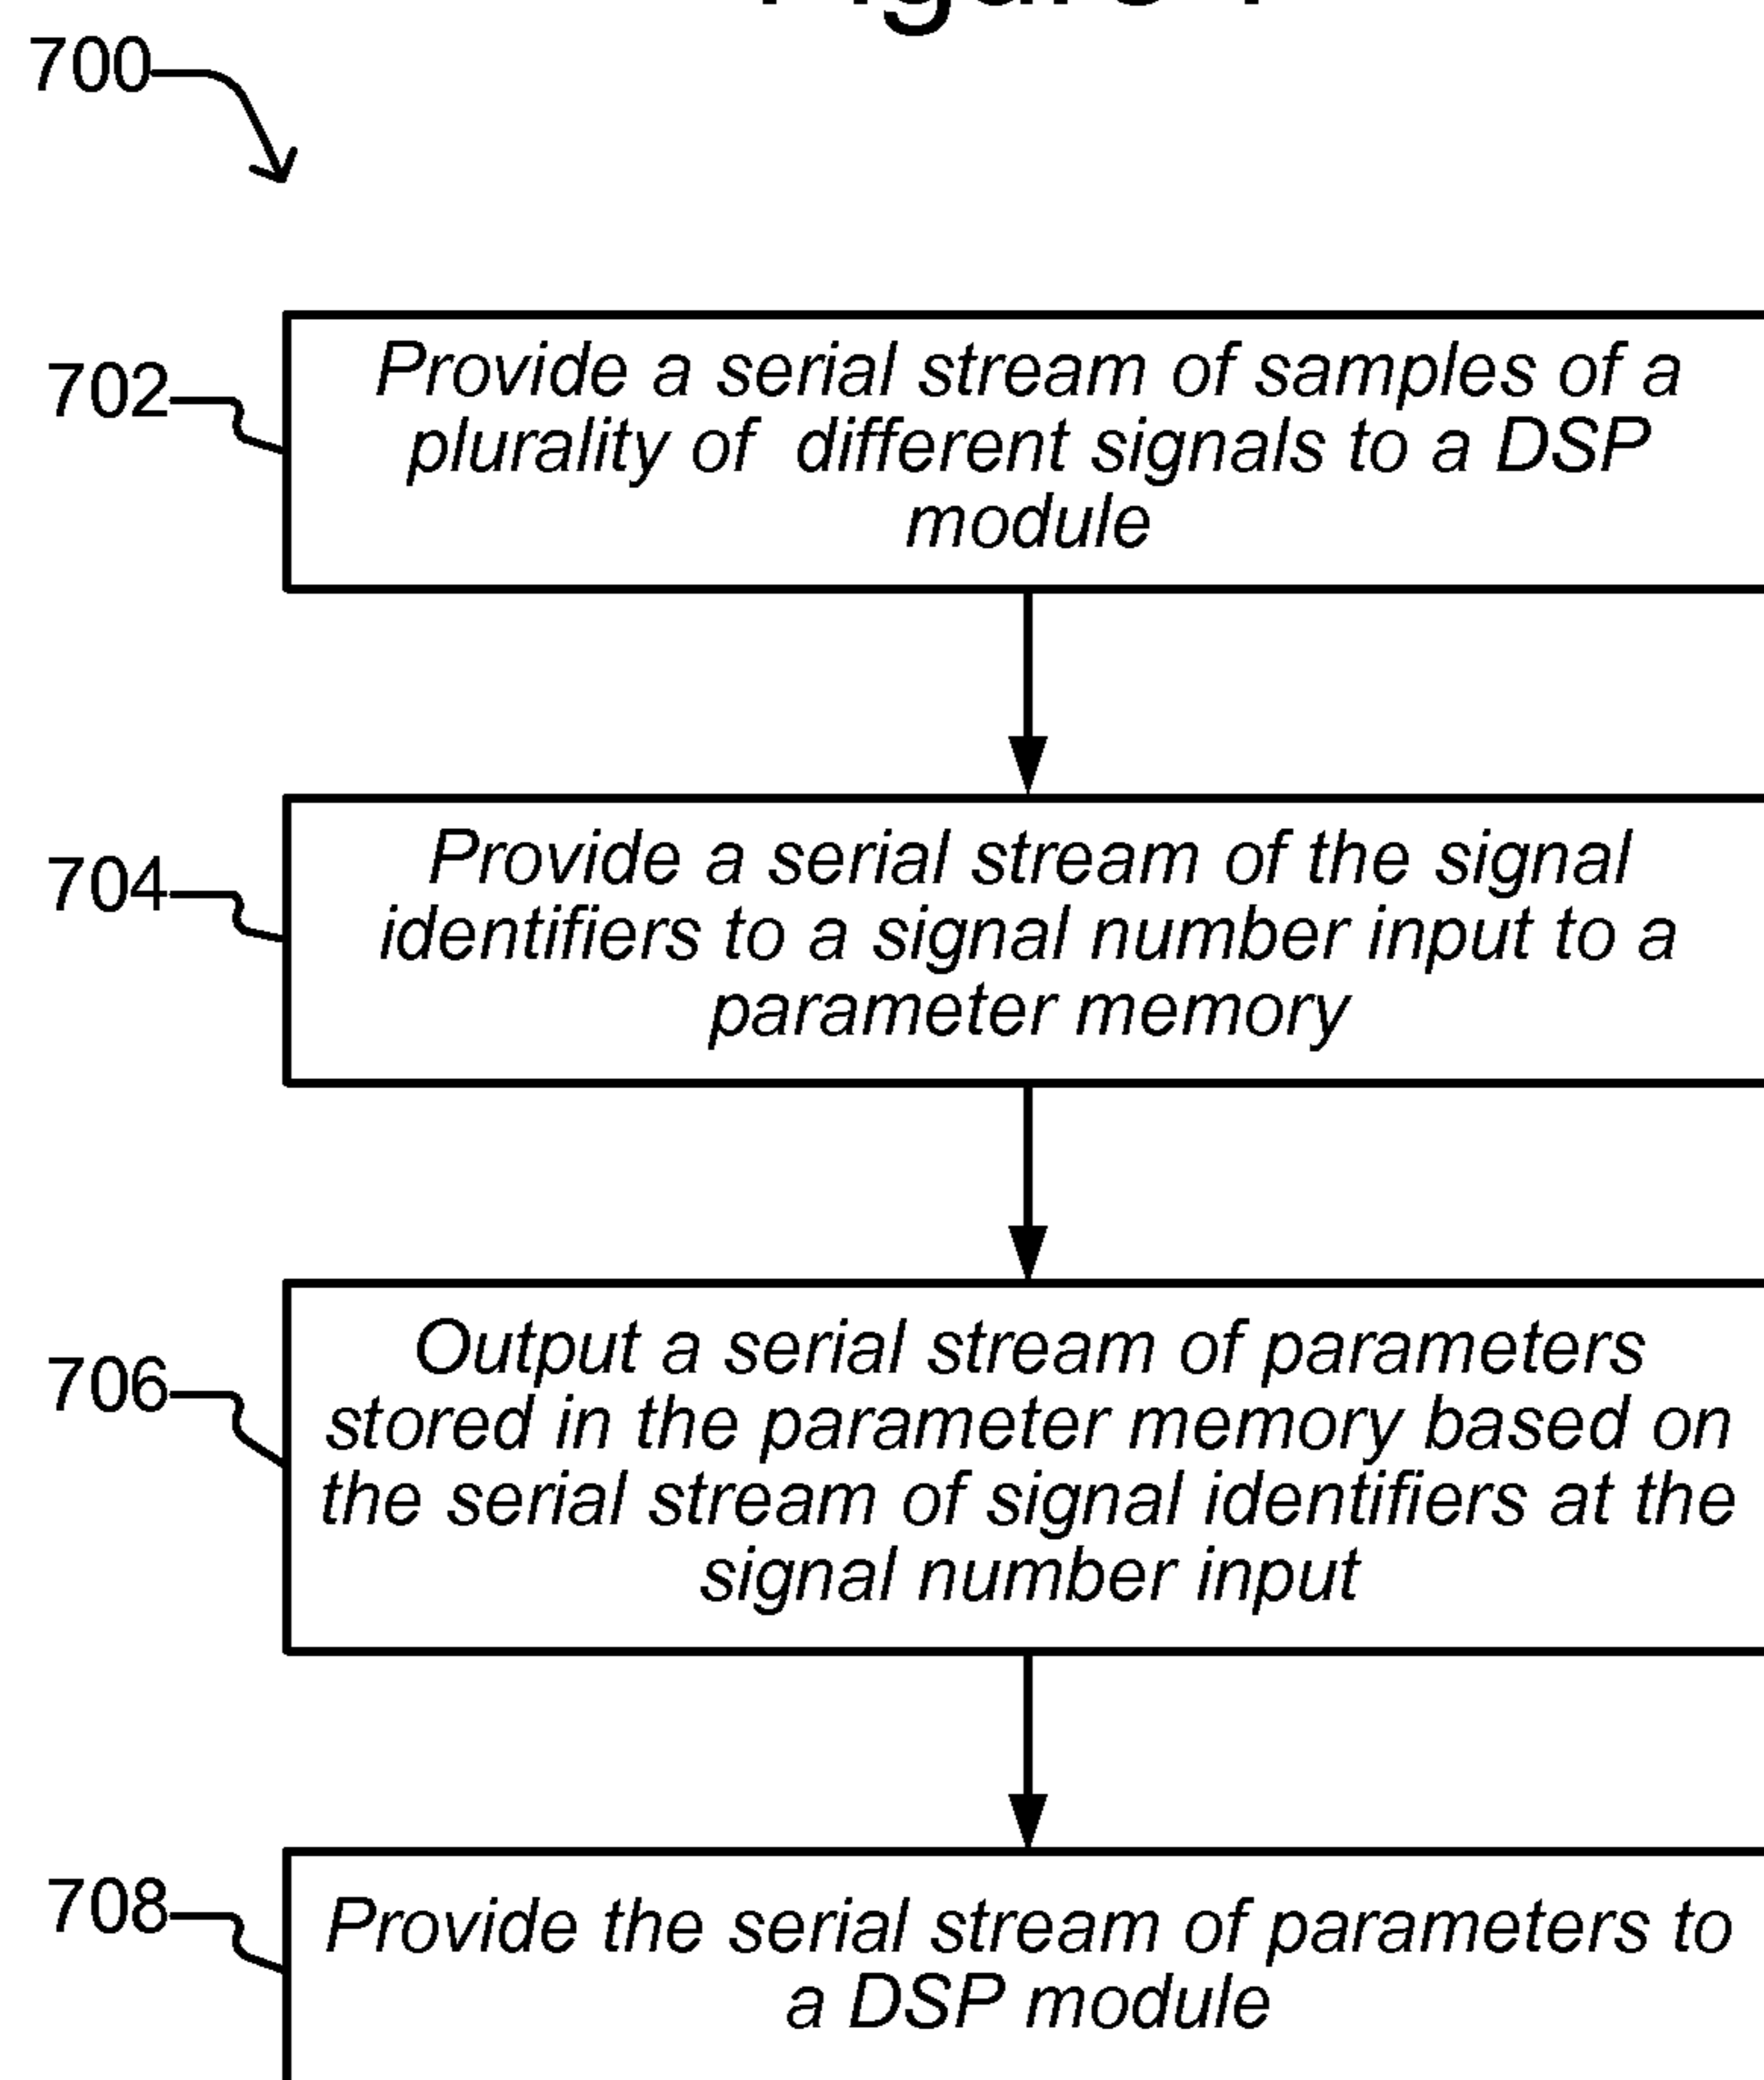 700
702
Provide a serial stream of samples of a
plurality of different signals to a DSP
module
704
Provide a serial stream of the signal
identifiers to a signal number input to a
parameter memory
706
Output a serial stream of parameters
stored in the parameter memory based on
the serial stream of signal identifiers at the
signal number input
708
Provide the serial stream of parameters to
a DSP module